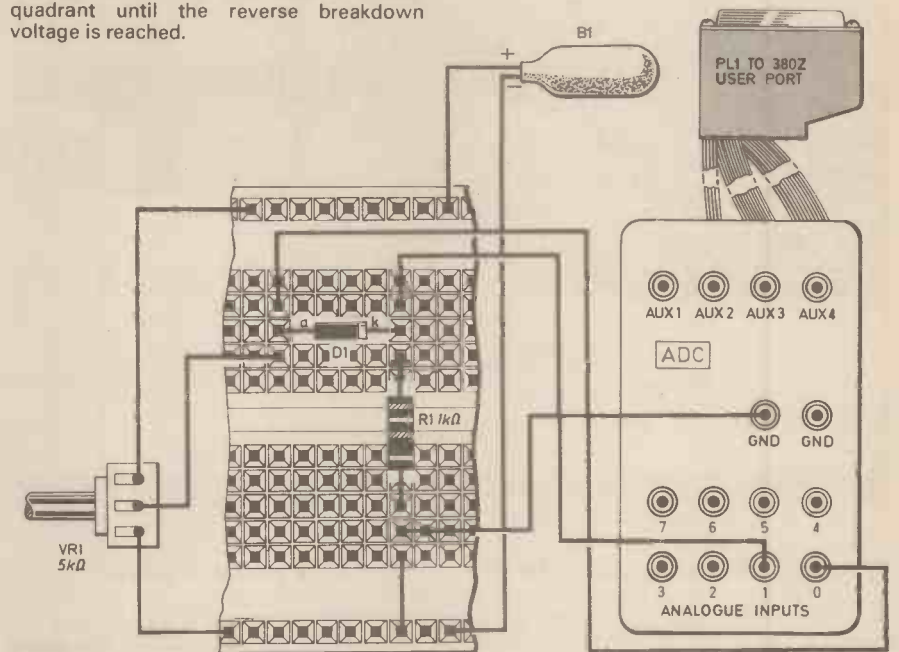 quadrant until the reverse breakdown
voltage is reached.
B1
+
−
PL1 TO 380Z
USER PORT
AUX1 AUX2 AUX3 AUX4
ADC
a
k
D1
R1 1kΩ
GND GND
7 6 5 4
VR1
5kΩ
3 2 1 0
ANALOGUE INPUTS